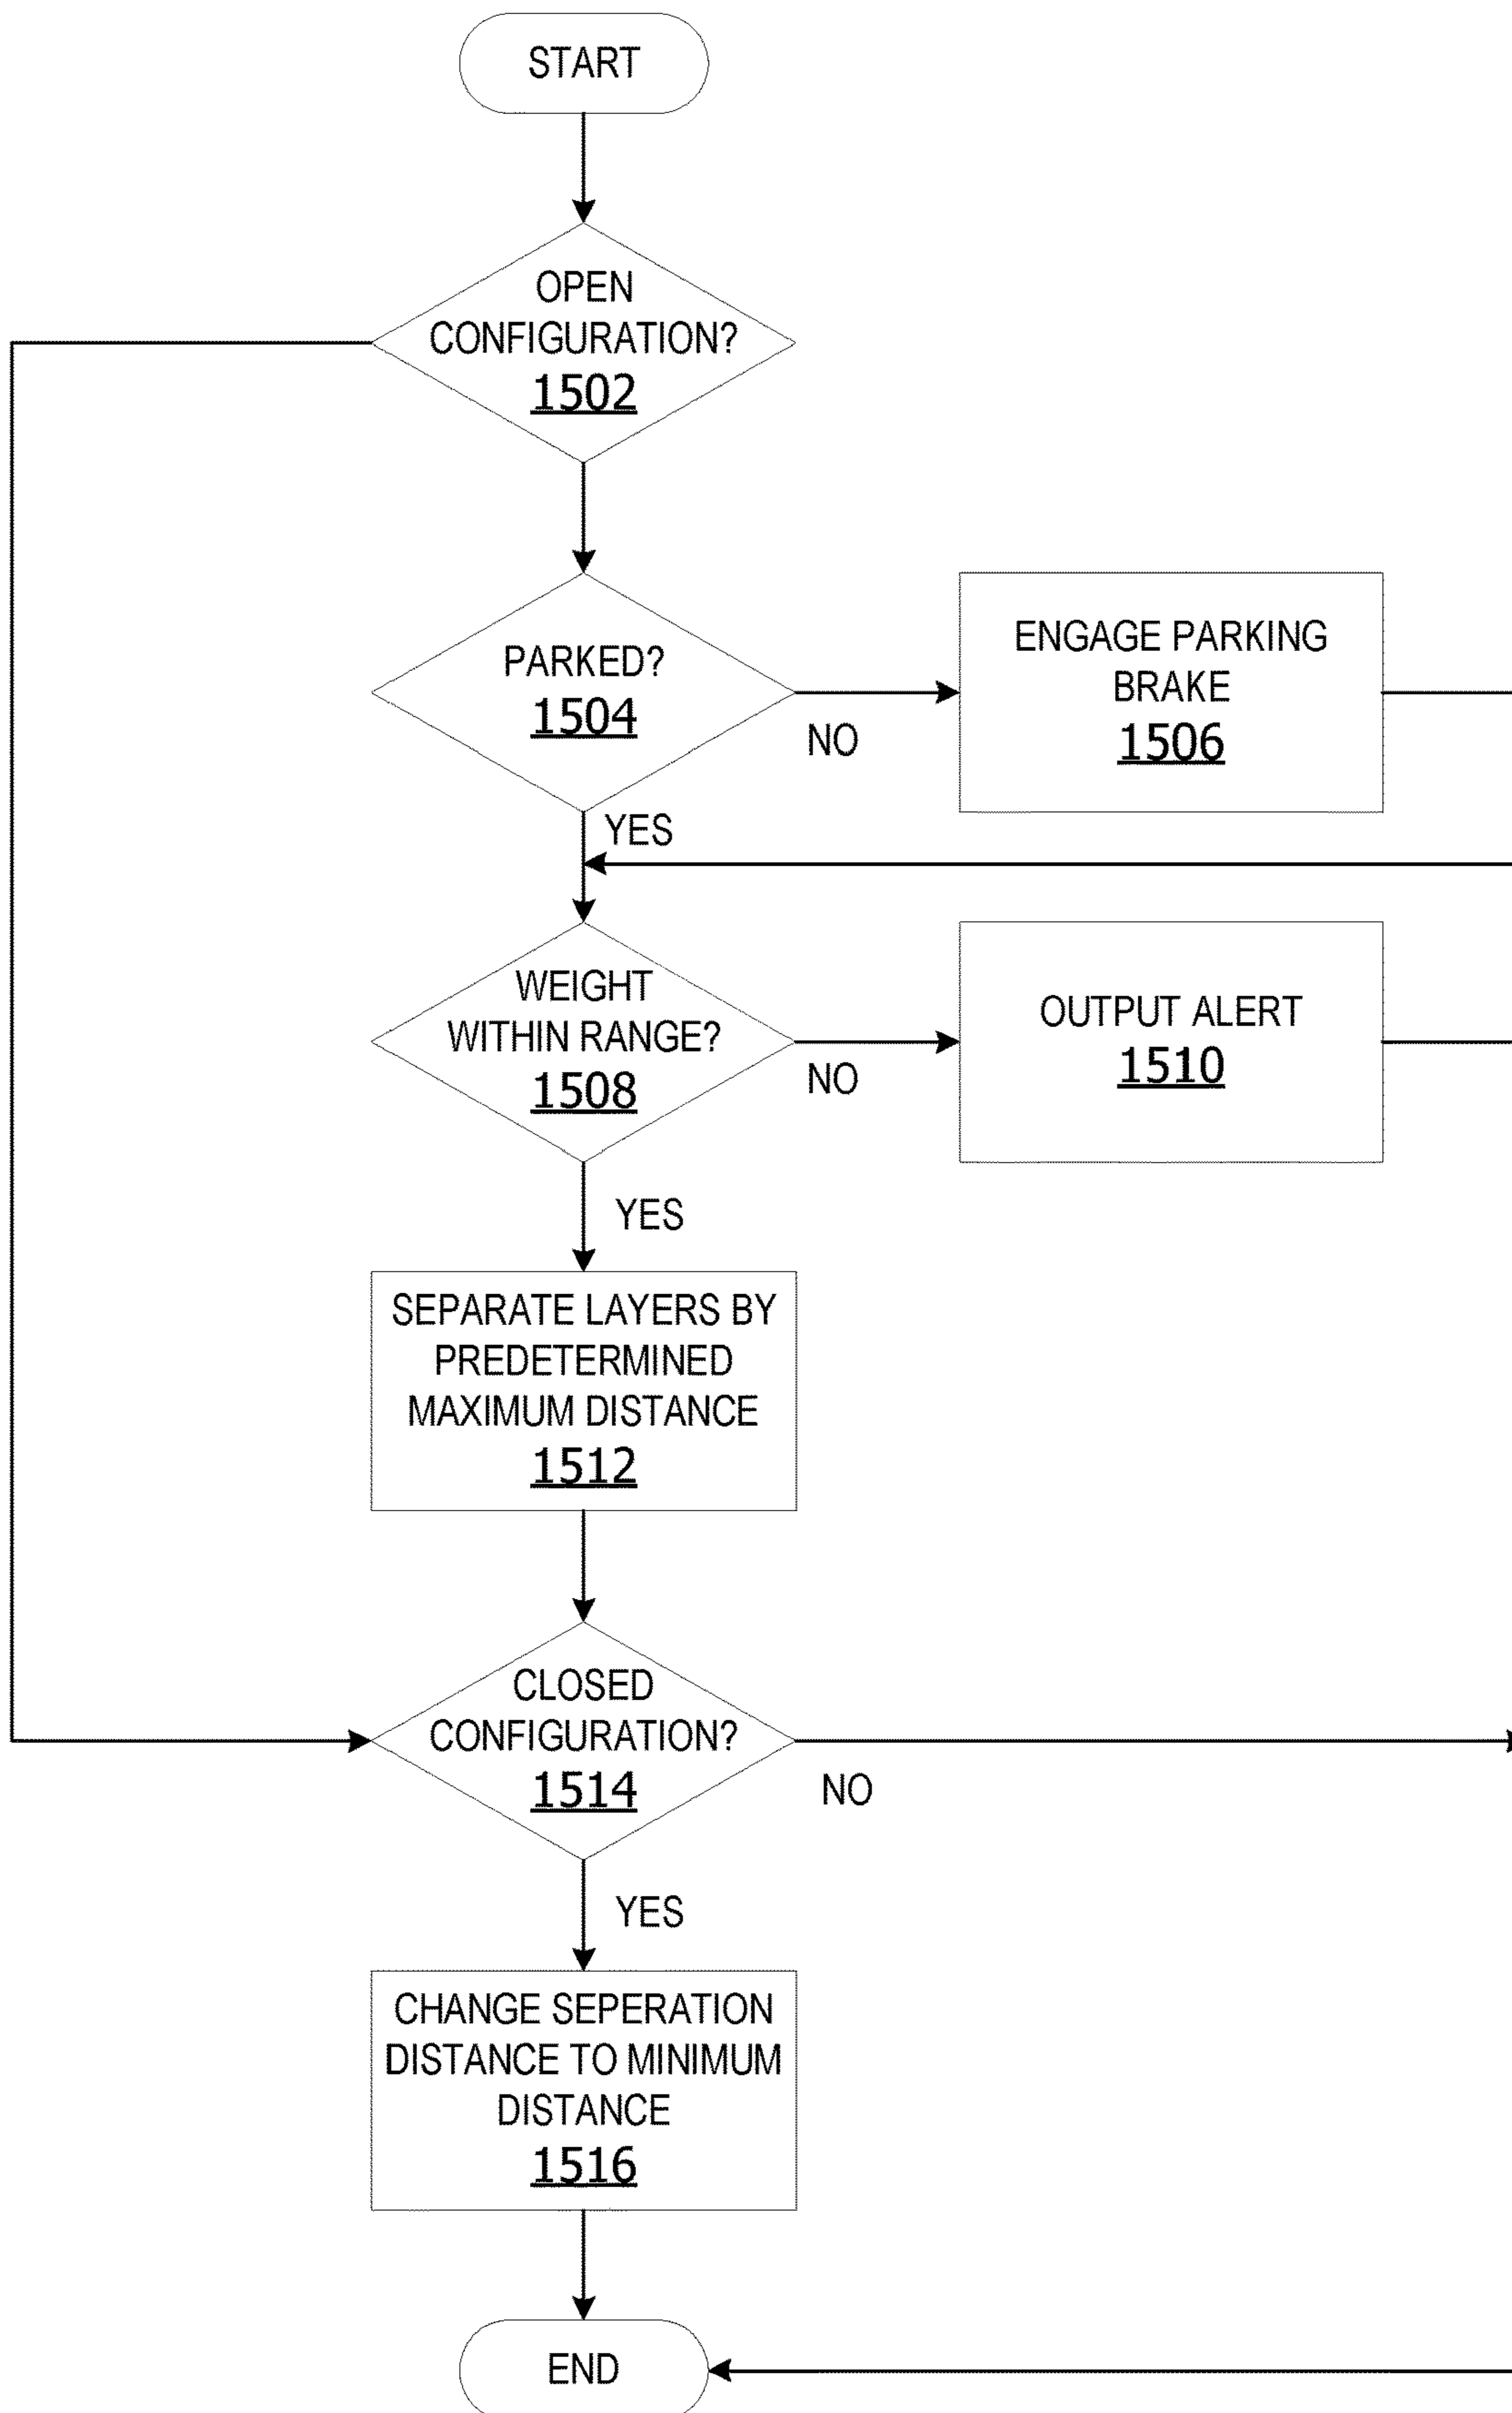 START
OPEN
CONFIGURATION?
1502
PARKED?
1504
NO
ENGAGE PARKING
BRAKE
1506
YES
WEIGHT
WITHIN RANGE?
1508
NO
OUTPUT ALERT
1510
YES
SEPARATE LAYERS BY
PREDETERMINED
MAXIMUM DISTANCE
1512
CLOSED
CONFIGURATION?
1514
NO
YES
CHANGE SEPERATION
DISTANCE TO MINIMUM
DISTANCE
1516
END